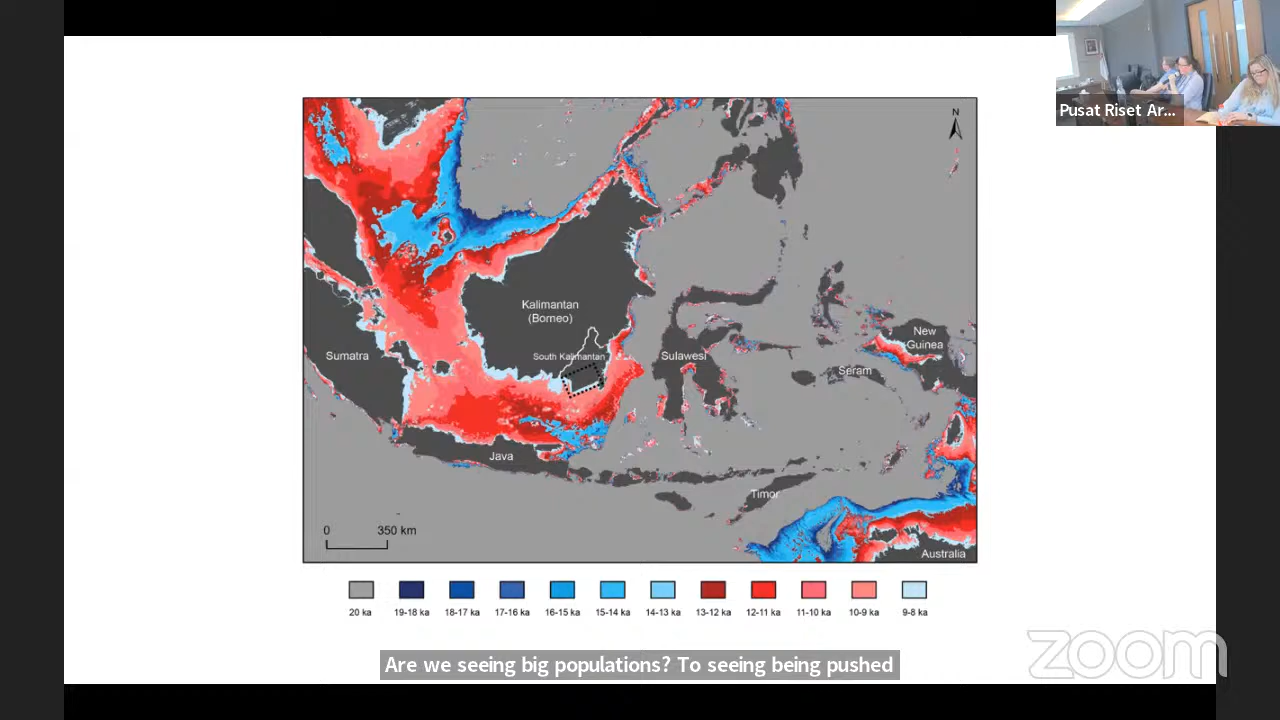 Pusat Riset Ar...
N
Kalimantan
(Borneo)
New
Guinea
South Kalimantan
Sumatra
Sulawesi
Seram
Java
Timor
0 350 km
Australia
20 ka 19-18 ka 18-17 ka 17-16 ka 16-15 ka 15-14 ka 14-13 ka 13-12 ka 12-11 ka 11-10 ka 10-9 ka 9-8 ka
zoom
Are we seeing big populations? To seeing being pushed